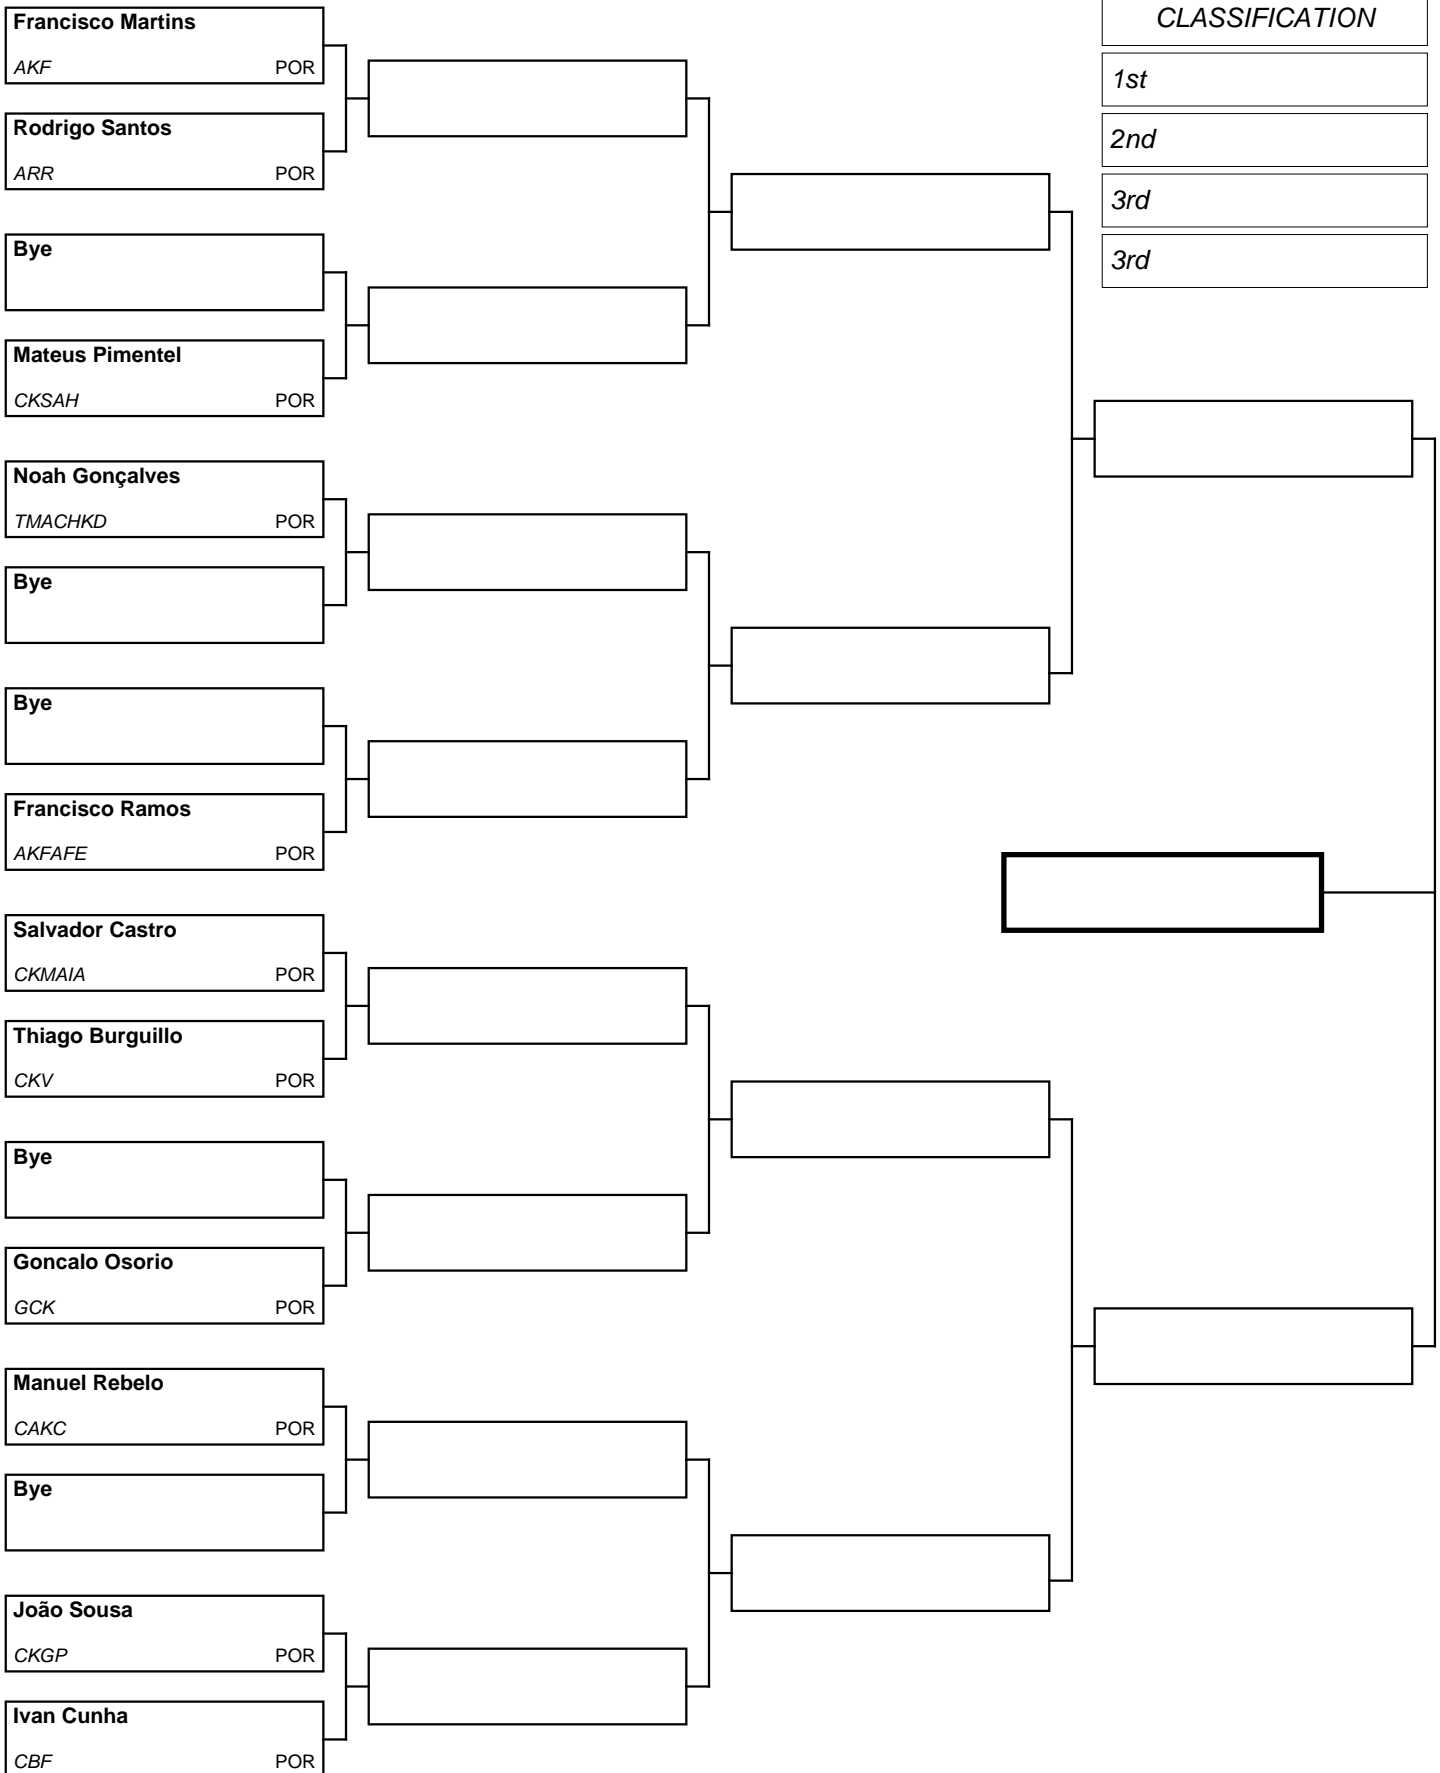 Francisco Martins
AKF POR
Rodrigo Santos
ARR POR
Bye
Mateus Pimentel
CKSAH POR
Noah Gonçalves
TMACHKD POR
Bye
Bye
Francisco Ramos
AKFAFE POR
Salvador Castro
CKMAIA POR
Thiago Burguillo
CKV POR
Bye
Goncalo Osorio
GCK POR
Manuel Rebelo
CAKC POR
Bye
João Sousa
CKGP POR
Ivan Cunha
CBF POR
CLASSIFICATION
1st
2nd
3rd
3rd